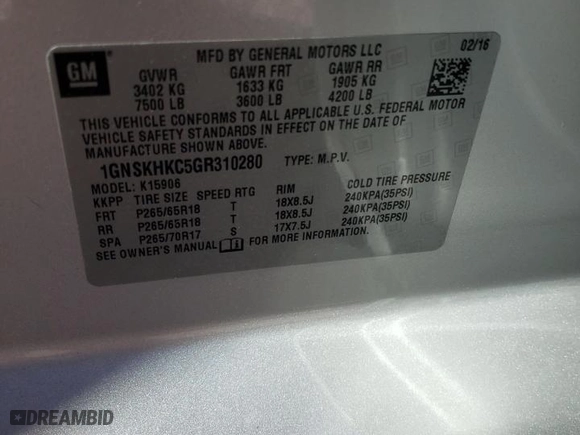 GM
MFD BY GENERAL MOTORS LLC
02/16
GVWR GAWR FRT GAWR RR
3402 KG 1633 KG 1905 KG
7500 LB 3600 LB 4200 LB
THIS VEHICLE CONFORMS TO ALL APPLICABLE U.S. FEDERAL MOTOR
VEHICLE SAFETY STANDARDS IN EFFECT ON THE DATE OF
MANUFACTURE SHOWN ABOVE.
1GNSKHKC5GR310280 TYPE: M.P.V.
MODEL: K15906
KKPP TIRE SIZE SPEED RTG RIM COLD TIRE PRESSURE
FRT P265/65R18 T 18X8.5J 240KPA(35PSI)
RR P265/65R18 T 18X8.5J 240KPA(35PSI)
SPA P265/70R17 S 17X7.5J 240KPA(35PSI)
SEE OWNER'S MANUAL FOR MORE INFORMATION.
DREAMBID